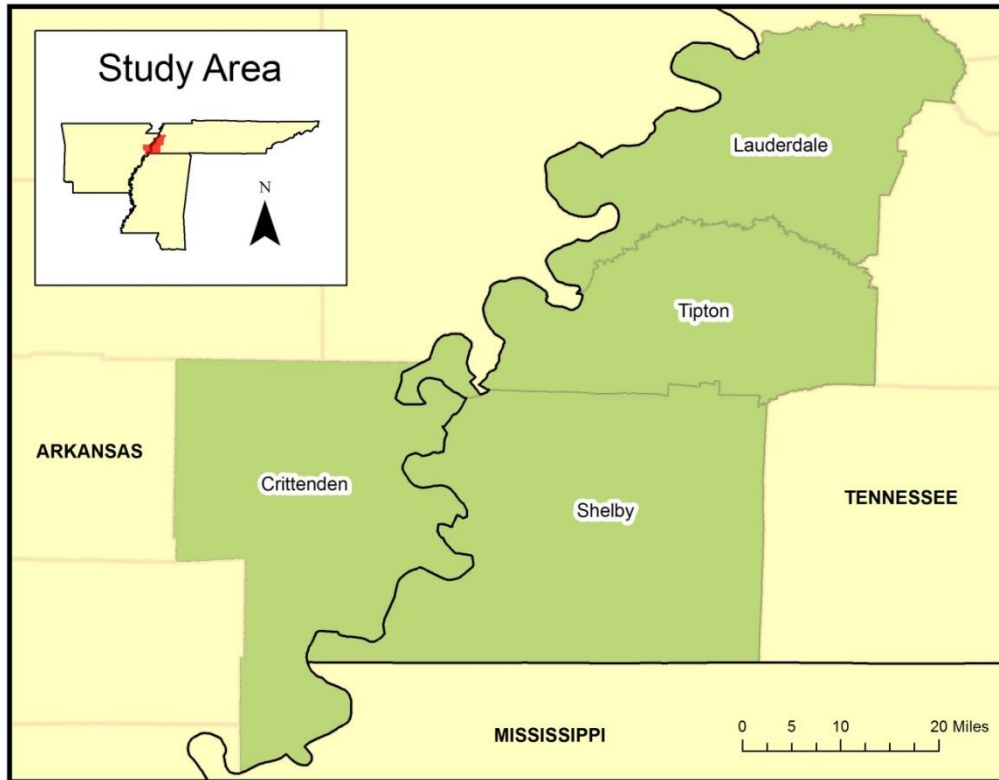 Study Area
N
Lauderdale
Tipton
ARKANSAS
Crittenden
Shelby
TENNESSEE
MISSISSIPPI
0 5 10 20 Miles